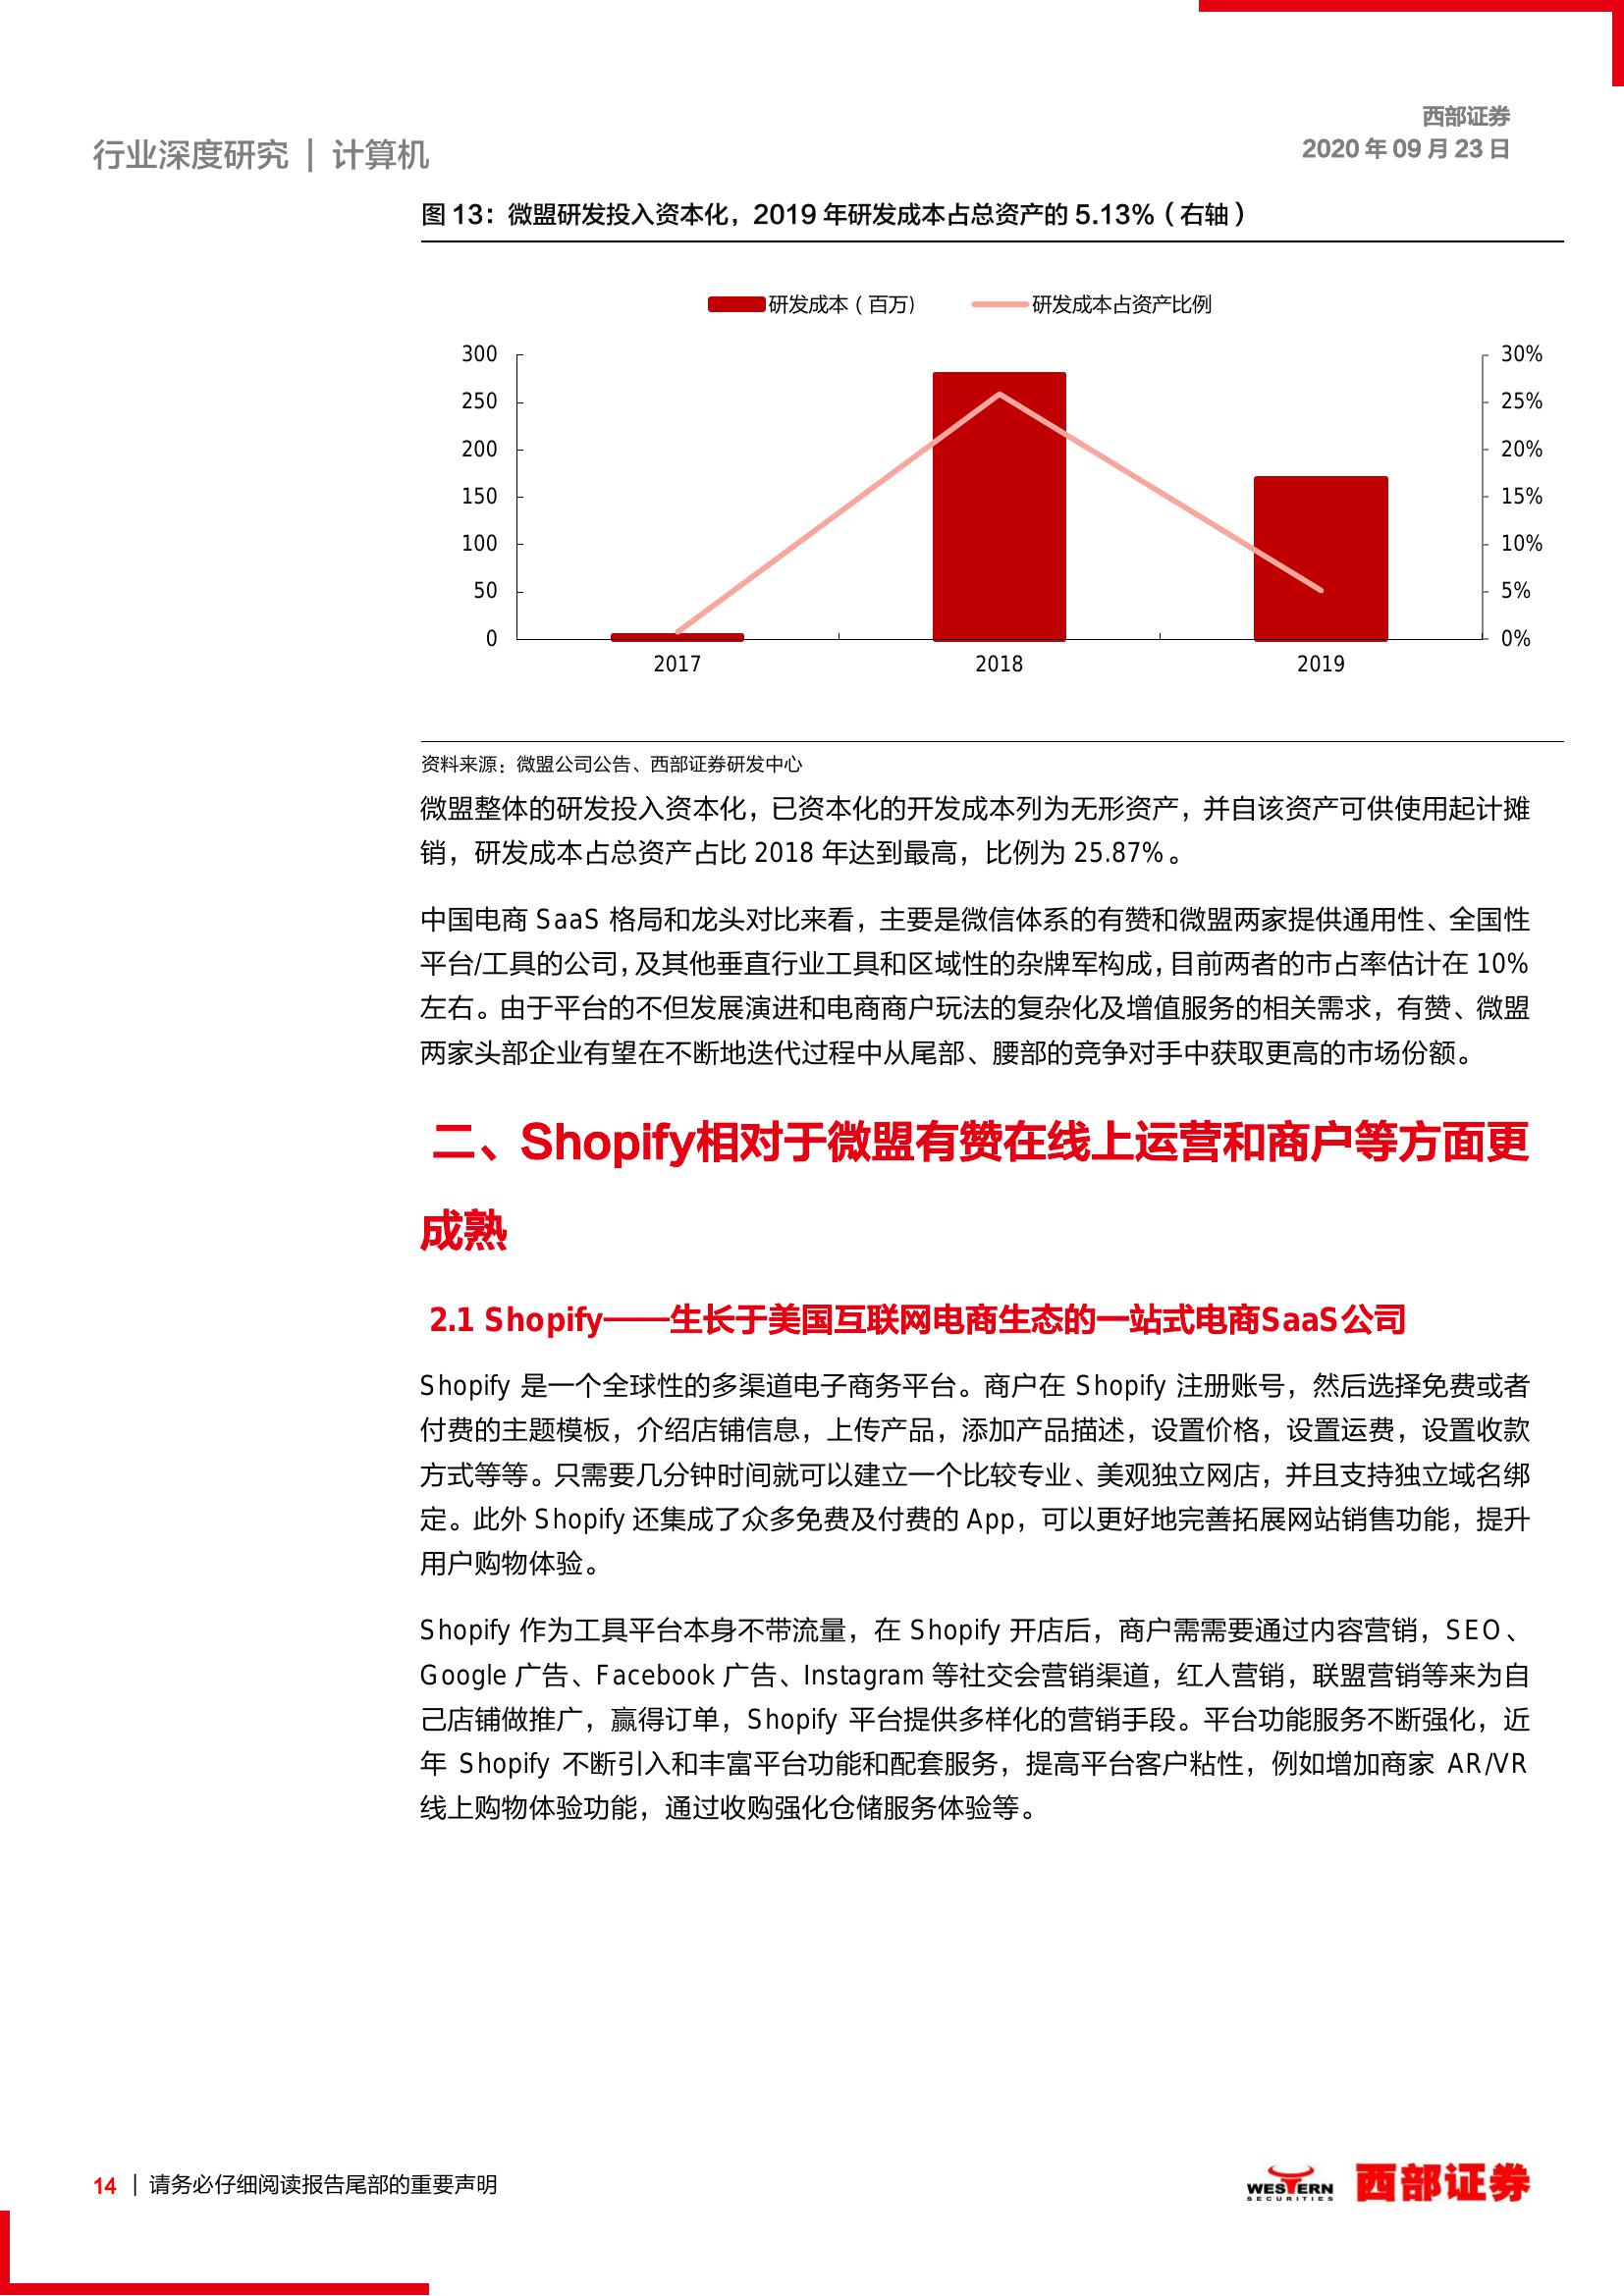 西部证券
行业深度研究 | 计算机
2020 年 09 月 23 日
图 13：微盟研发投入资本化，2019 年研发成本占总资产的 5.13%（右轴）
研发成本（百万） 研发成本占资产比例
300 30%
250 25%
200 20%
150 15%
100 10%
50 5%
0 0%
2017 2018 2019
资料来源：微盟公司公告、西部证券研发中心
微盟整体的研发投入资本化，已资本化的开发成本列为无形资产，并自该资产可供使用起计摊
销，研发成本占总资产占比 2018 年达到最高，比例为 25.87%。
中国电商 SaaS 格局和龙头对比来看，主要是微信体系的有赞和微盟两家提供通用性、全国性
平台/工具的公司，及其他垂直行业工具和区域性的杂牌军构成，目前两者的市占率估计在 10%
左右。由于平台的不但发展演进和电商商户玩法的复杂化及增值服务的相关需求，有赞、微盟
两家头部企业有望在不断地迭代过程中从尾部、腰部的竞争对手中获取更高的市场份额。
二、Shopify相对于微盟有赞在线上运营和商户等方面更
成熟
2.1 Shopify——生长于美国互联网电商生态的一站式电商SaaS公司
Shopify 是一个全球性的多渠道电子商务平台。商户在 Shopify 注册账号，然后选择免费或者
付费的主题模板，介绍店铺信息，上传产品，添加产品描述，设置价格，设置运费，设置收款
方式等等。只需要几分钟时间就可以建立一个比较专业、美观独立网店，并且支持独立域名绑
定。此外 Shopify 还集成了众多免费及付费的 App，可以更好地完善拓展网站销售功能，提升
用户购物体验。
Shopify 作为工具平台本身不带流量，在 Shopify 开店后，商户需需要通过内容营销，SEO、
Google 广告、Facebook 广告、Instagram 等社交会营销渠道，红人营销，联盟营销等来为自
己店铺做推广，赢得订单，Shopify 平台提供多样化的营销手段。平台功能服务不断强化，近
年 Shopify 不断引入和丰富平台功能和配套服务，提高平台客户粘性，例如增加商家 AR/VR
线上购物体验功能，通过收购强化仓储服务体验等。
14 | 请务必仔细阅读报告尾部的重要声明
WESTERN
SECURITIES
西部证券